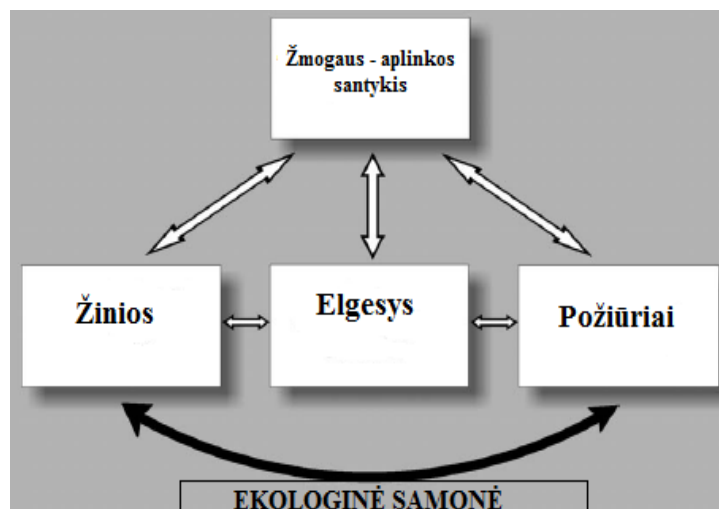 Žmogaus - aplinkos
santykis
Žinios
Elgesys
Požiūriai
EKOLOGINĖ SAMONĖ